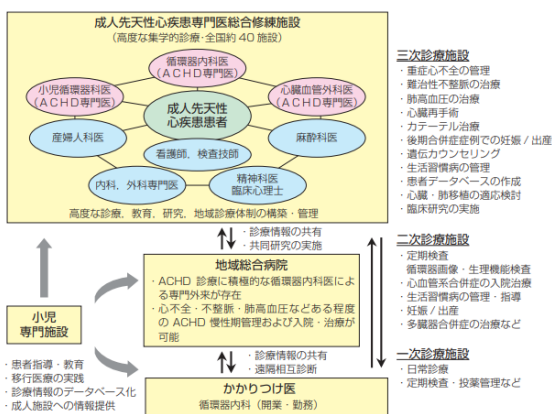 成人先天性心疾患専門医総合修練施設
(高度な集学的診療・全国約40施設)
循環器内科医
(ACHD専門医)
小児循環器科医
(ACHD専門医)
心臓血管外科医
(ACHD専門医)
成人先天性
心疾患患者
産婦人科医
麻酔科医
看護師,検査技師
内科,外科専門医
精神科医
臨床心理士
高度な診療,教育,研究,地域診療体制の構築・管理
・診療情報の共有
・共同研究の実施
地域総合病院
・ACHD 診療に積極的な循環器内科医によ
る専門外来が存在
・心不全・不整脈・肺高血圧などある程度
の ACHD 慢性期管理および入院・治療が
可能
・診療情報の共有
・遠隔相互診断
かかりつけ医
循環器内科(開業・勤務)
小児
専門施設
・患者指導・教育
・移行医療の実践
・診療情報のデータベース化
・成人施設への情報提供
三次診療施設
・重症心不全の管理
・難治性不整脈の治療
・肺高血圧の治療
・心臓再手術
・カテーテル治療
・後期合併症症例での妊娠/出産
・遺伝カウンセリング
・生活習慣病の管理
・患者データベースの作成
・心臓・肺移植の適応検討
・臨床研究の実施
二次診療施設
・定期検査
循環器画像・生理機能検査
・心血管系合併症の入院治療
・生活習慣病の管理・指導
・妊娠/出産
・多臓器合併症の治療など
一次診療施設
・日常診療
・定期検査・投薬管理など